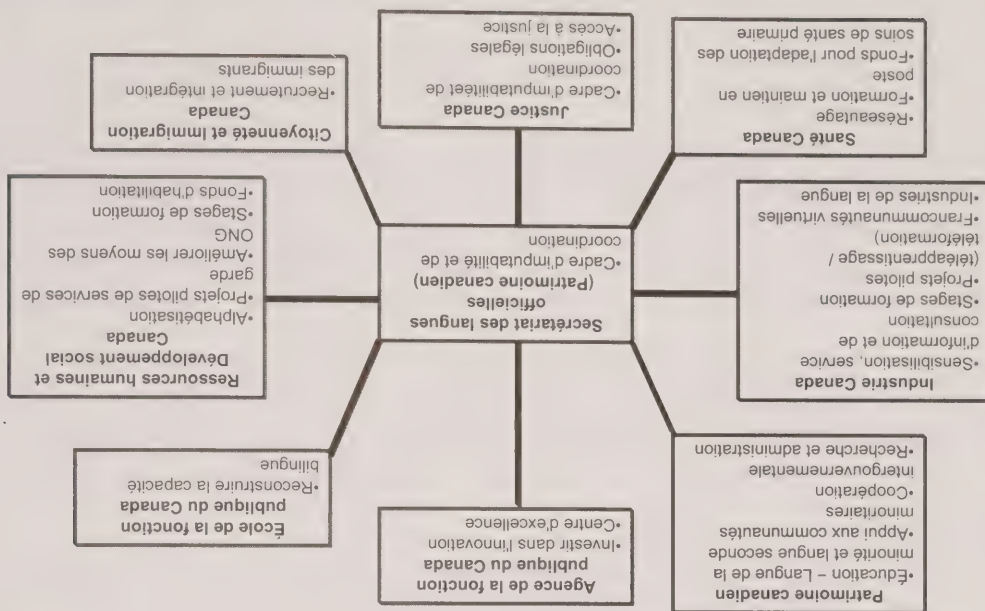 Patrimoine canadien
•Éducation – Langue de la
minorité et langue seconde
•Appui aux communautés
minoritaires
•Coopération
intergouvernementale
•Recherche et administration
Agence de la fonction
publique du Canada
•Investir dans l'innovation
•Centre d'excellence
École de la fonction
publique du Canada
•Reconstruire la capacité
bilingue
Industrie Canada
•Sensibilisation, service
d'information et de
consultation
•Stages de formation
•Projets pilotes
(téléapprentissage /
téléformation)
•Francommunautés virtuelles
•Industries de la langue
Secrétariat des langues
officielles
(Patrimoine canadien)
•Cadre d'imputabilité et de
coordination
Ressources humaines et
Développement social
Canada
•Alphabétisation
•Projets pilotes de services de
garde
•Améliorer les moyens des
ONG
•Stages de formation
•Fonds d'habilitation
Santé Canada
•Réseautage
•Formation et maintien en
poste
•Fonds pour l'adaptation des
soins de santé primaire
Justice Canada
•Cadre d'imputabilitéet de
coordination
•Obligations légales
•Accès à la justice
Citoyenneté et Immigration
Canada
•Recrutement et intégration
des immigrants